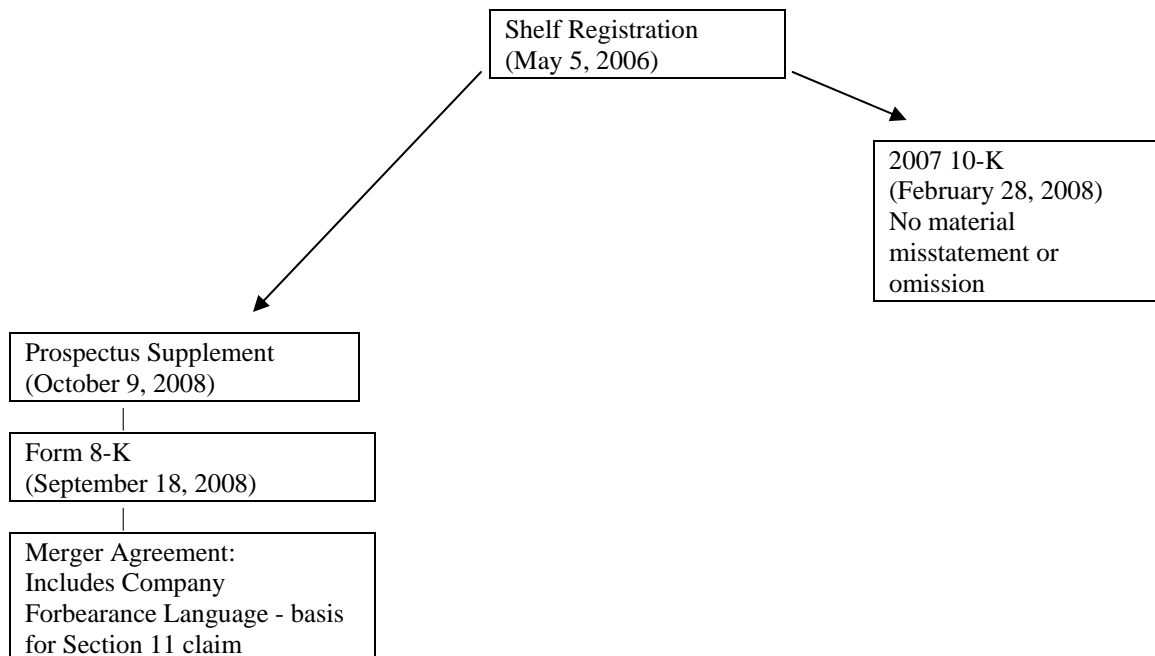 Shelf Registration
(May 5, 2006)
2007 10-K
(February 28, 2008)
No material
misstatement or
omission
Prospectus Supplement
(October 9, 2008)
Form 8-K
(September 18, 2008)
Merger Agreement:
Includes Company
Forbearance Language - basis
for Section 11 claim